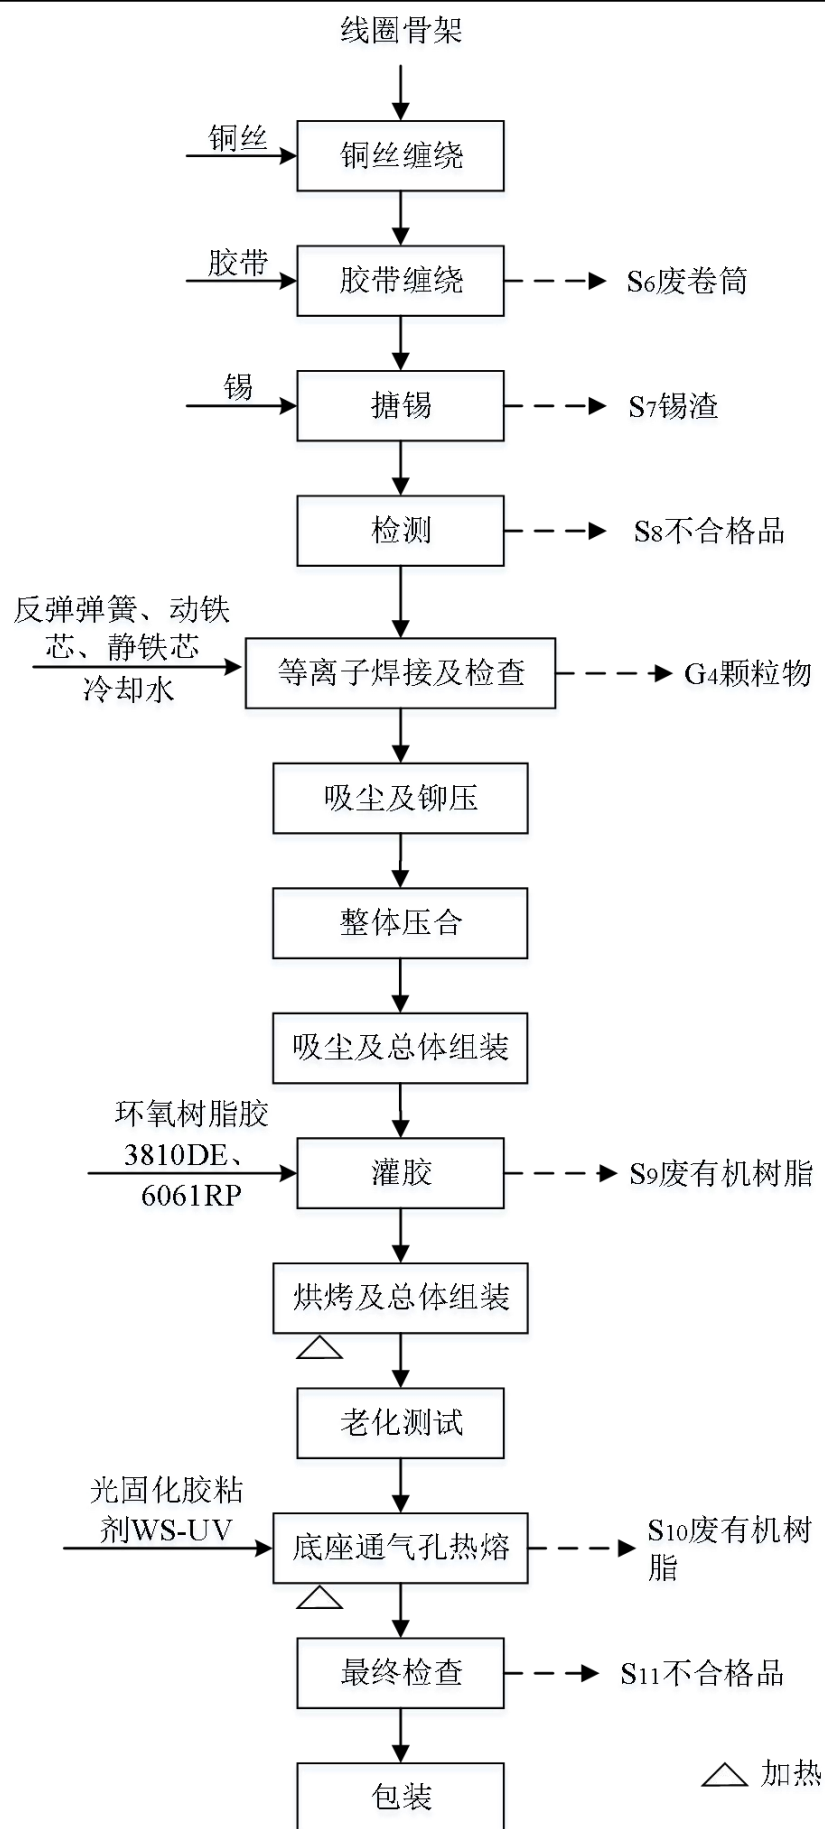 线圈骨架
铜丝
铜丝缠绕
胶带
胶带缠绕
S6废卷筒
锡
搪锡
S7锡渣
检测
S8不合格品
反弹弹簧、动铁
芯、静铁芯
冷却水
等离子焊接及检查
G4颗粒物
吸尘及铆压
整体压合
吸尘及总体组装
环氧树脂胶
3810DE、
6061RP
灌胶
S9废有机树脂
烘烤及总体组装
老化测试
光固化胶粘
剂WS-UV
底座通气孔热熔
S10废有机树
脂
最终检查
S11不合格品
包装
加热